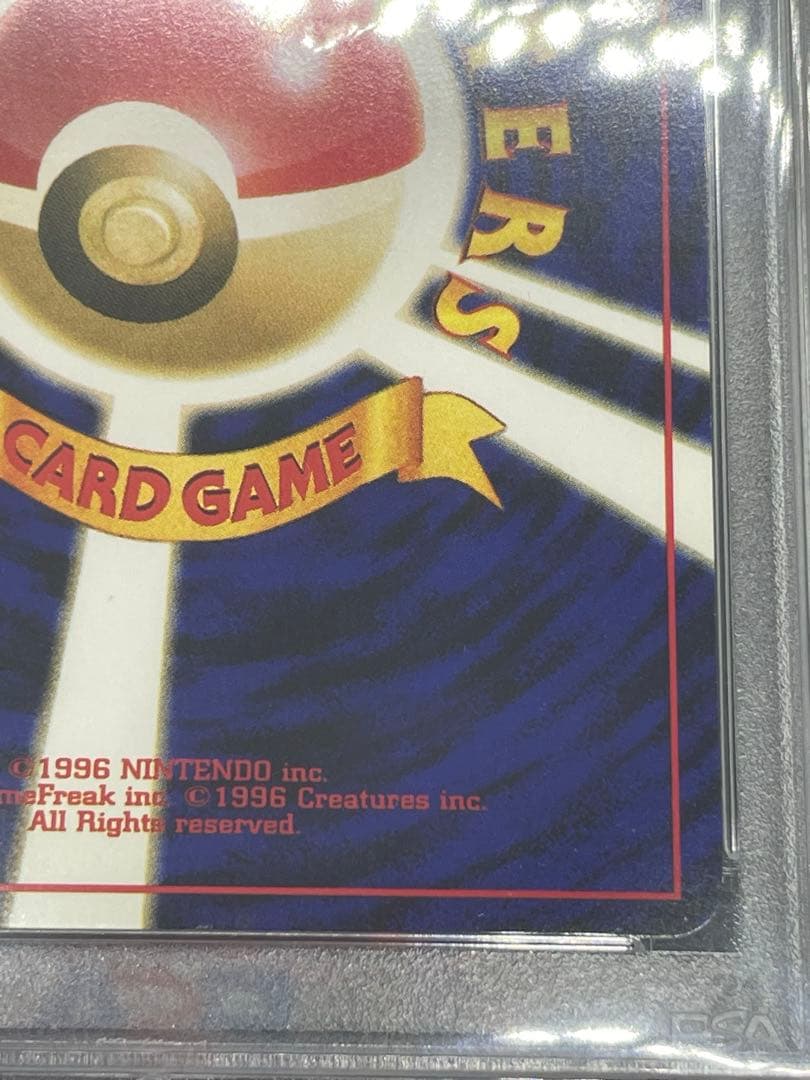 ERS
CARD GAME
©1996 NINTENDO inc.
meFreak inc. ©1996 Creatures inc.
All Rights reserved.
PSA